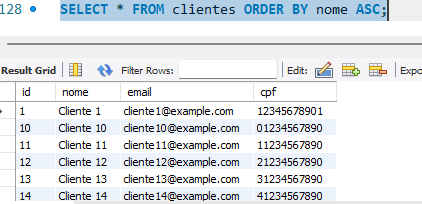 128 SELECT * FROM clientes ORDER BY nome ASC;
Result Grid Filter Rows: Edit: Expo
id nome email cpf
1 Cliente 1 cliente1@example.com 12345678901
10 Cliente 10 cliente10@example.com 01234567890
11 Cliente 11 cliente11@example.com 11234567890
12 Cliente 12 cliente12@example.com 21234567890
13 Cliente 13 cliente13@example.com 31234567890
14 Cliente 14 cliente14@example.com 41234567890